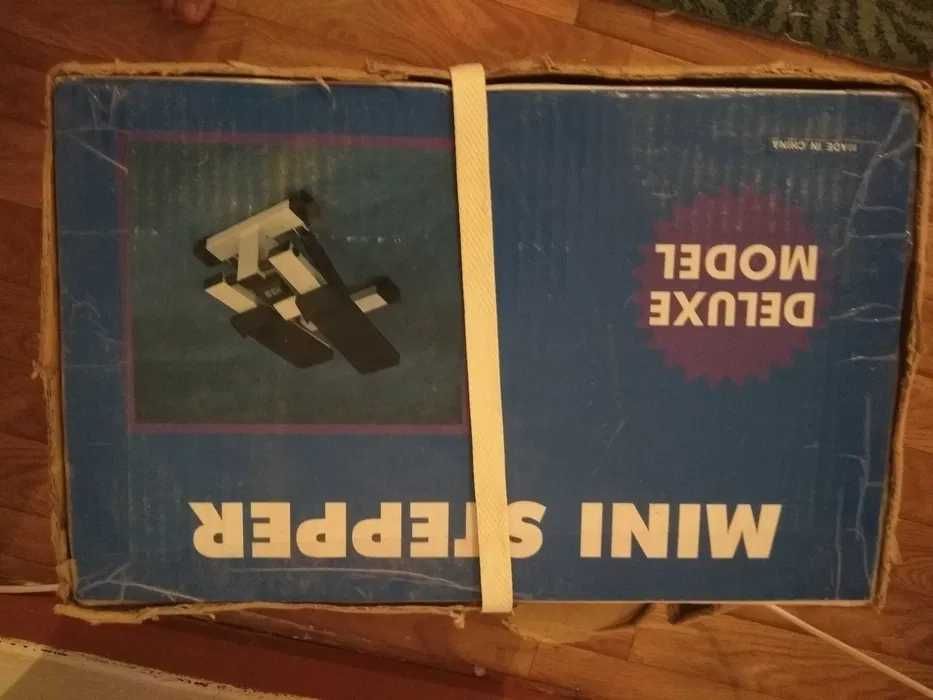 MINI STEPPER
DELUXE
MODEL
MADE IN CHINA